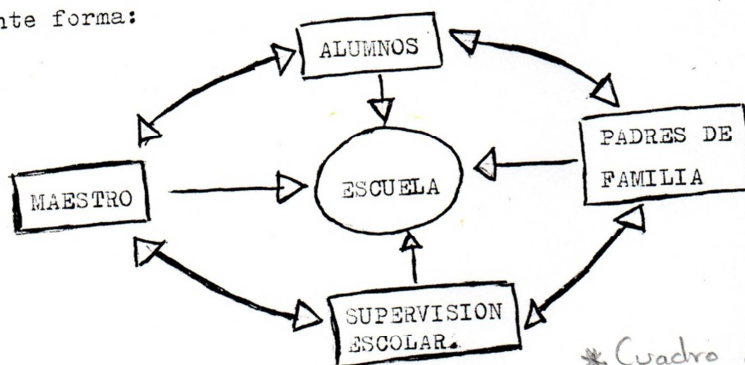 nte forma:
ALUMNOS
PADRES DE
FAMILIA
MAESTRO
ESCUELA
SUPERVISION
ESCOLAR.
* Cuadro